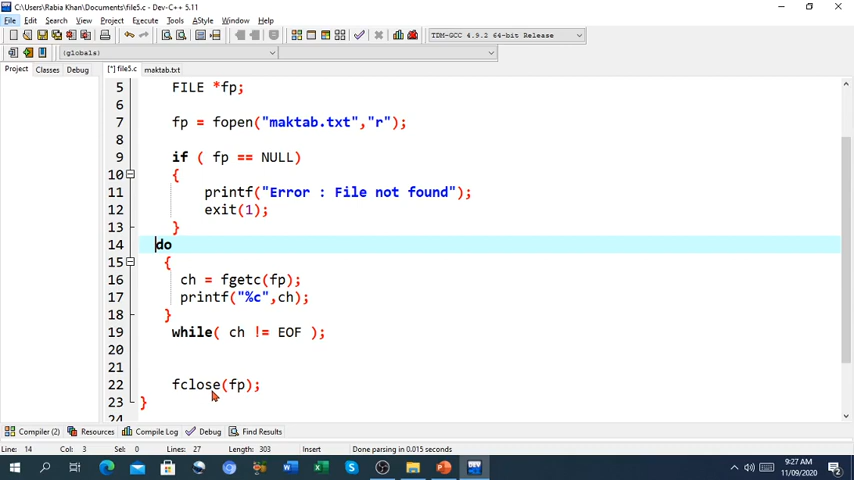 C:\Users\Rabia Khan\Documents\file5.c - Dev-C++ 5.11
File Edit Search View Project Execute Tools AStyle Window Help
TDM-GCC 4.9.2 64-bit Release
(globals)
Project Classes Debug [*] file5.c maktab.txt
5 FILE *fp;
6
7 fp = fopen("maktab.txt","r");
8
9 if ( fp == NULL)
10 {
11 printf("Error : File not found");
12 exit(1);
13 }
14 do
15 {
16 ch = fgetc(fp);
17 printf("%c",ch);
18 }
19 while( ch != EOF );
20
21
22 fclose(fp);
23 }
24
Compiler (2) Resources Compile Log Debug Find Results
Line: 14 Col: 3 Sel: 0 Lines: 27 Length: 303 Insert Done parsing in 0.015 seconds
9:27 AM
11/09/2020
2